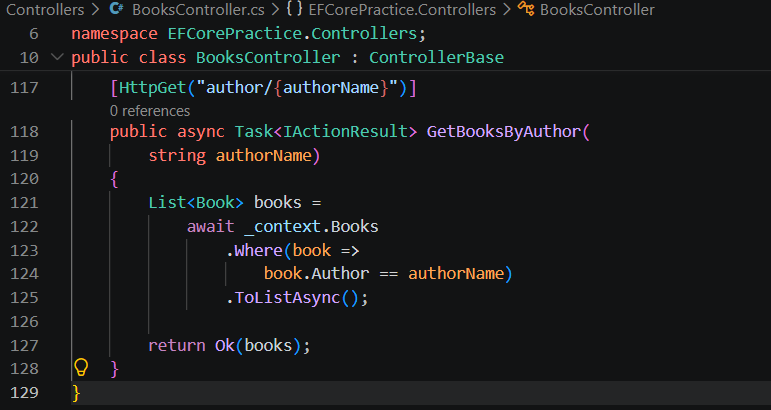 Controllers > BooksController.cs > {} EFCorePractice.Controllers > BooksController
6 namespace EFCorePractice.Controllers;
10 public class BooksController : ControllerBase
117 [HttpGet("author/{authorName}")]
0 references
118 public async Task<IActionResult> GetBooksByAuthor(
119 string authorName)
120 {
121 List<Book> books =
122 await _context.Books
123 .Where(book =>
124 book.Author == authorName)
125 .ToListAsync();
126
127 return Ok(books);
128 }
129 }